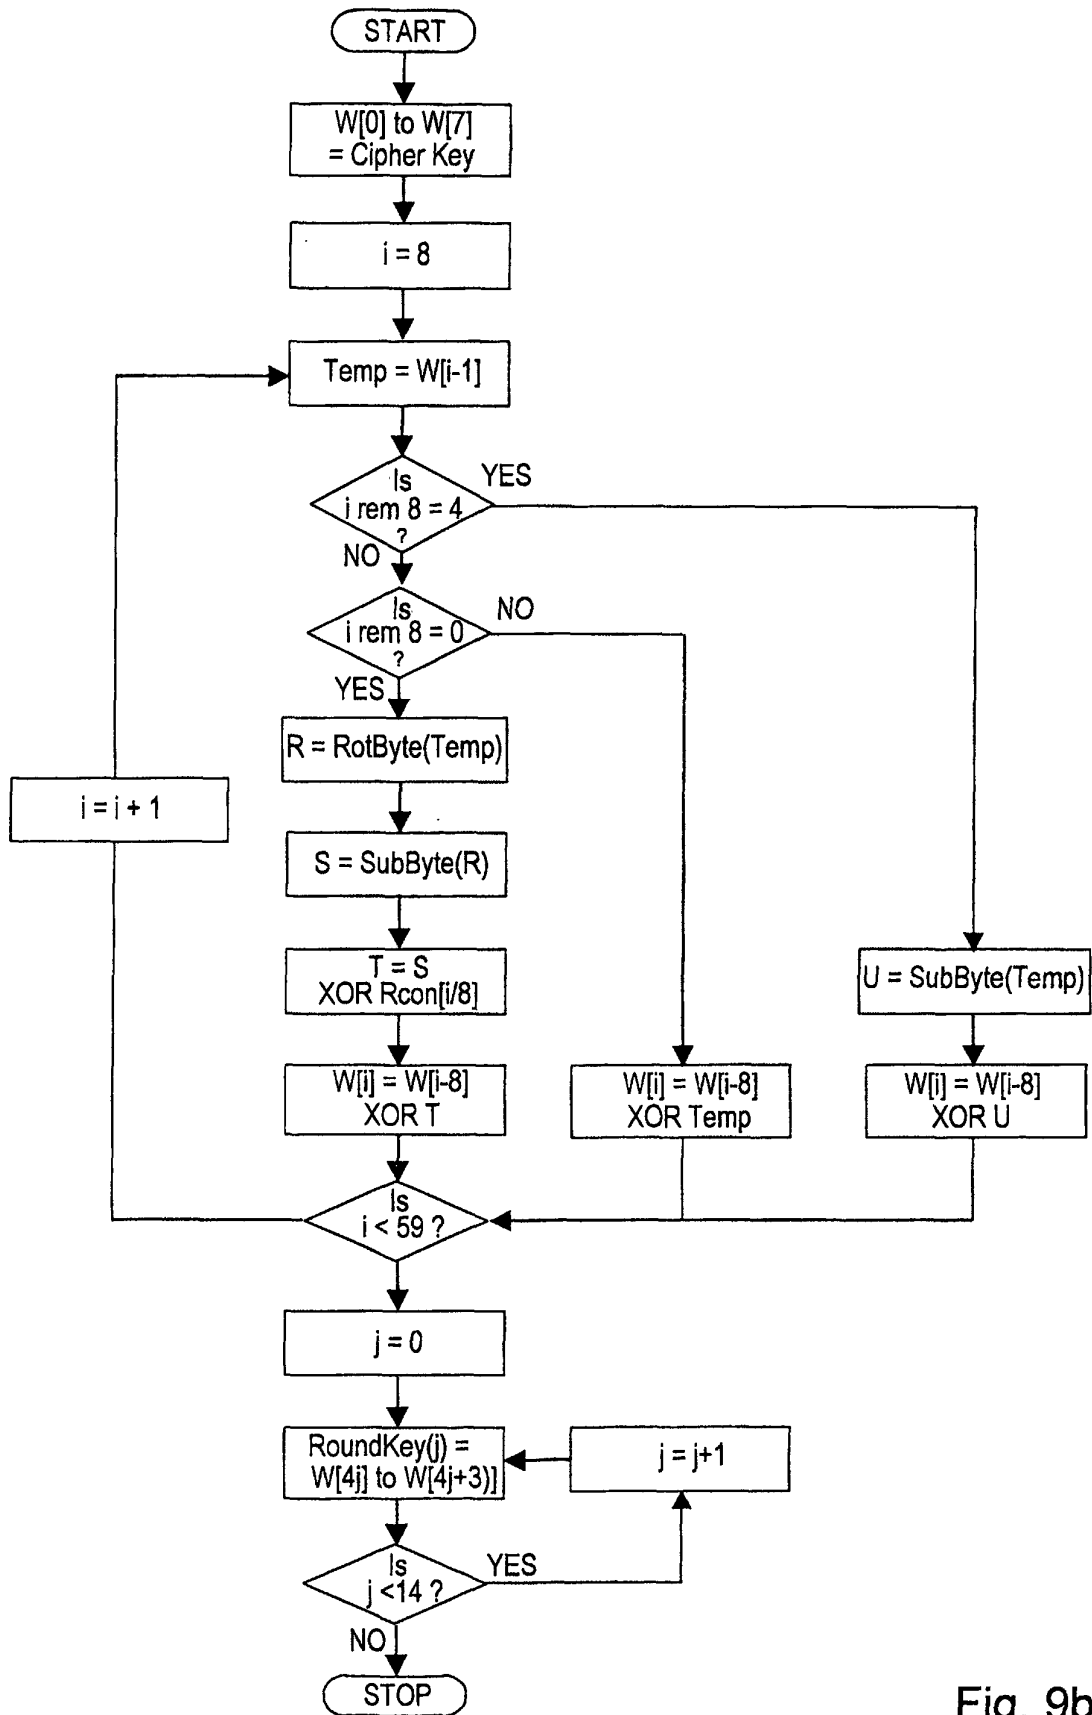 START
W[0] to W[7]
= Cipher Key
i = 8
Temp = W[i-1]
Is
i rem 8 = 4
?
YES
NO
Is
i rem 8 = 0
?
NO
YES
R = RotByte(Temp)
i = i + 1
S = SubByte(R)
T = S
XOR Rcon[i/8]
U = SubByte(Temp)
W[i] = W[i-8]
XOR T
W[i] = W[i-8]
XOR Temp
W[i] = W[i-8]
XOR U
Is
i < 59 ?
j = 0
RoundKey(j) =
W[4j] to W[4j+3)]
j = j+1
Is
j <14 ?
YES
NO
STOP
Fig. 9b